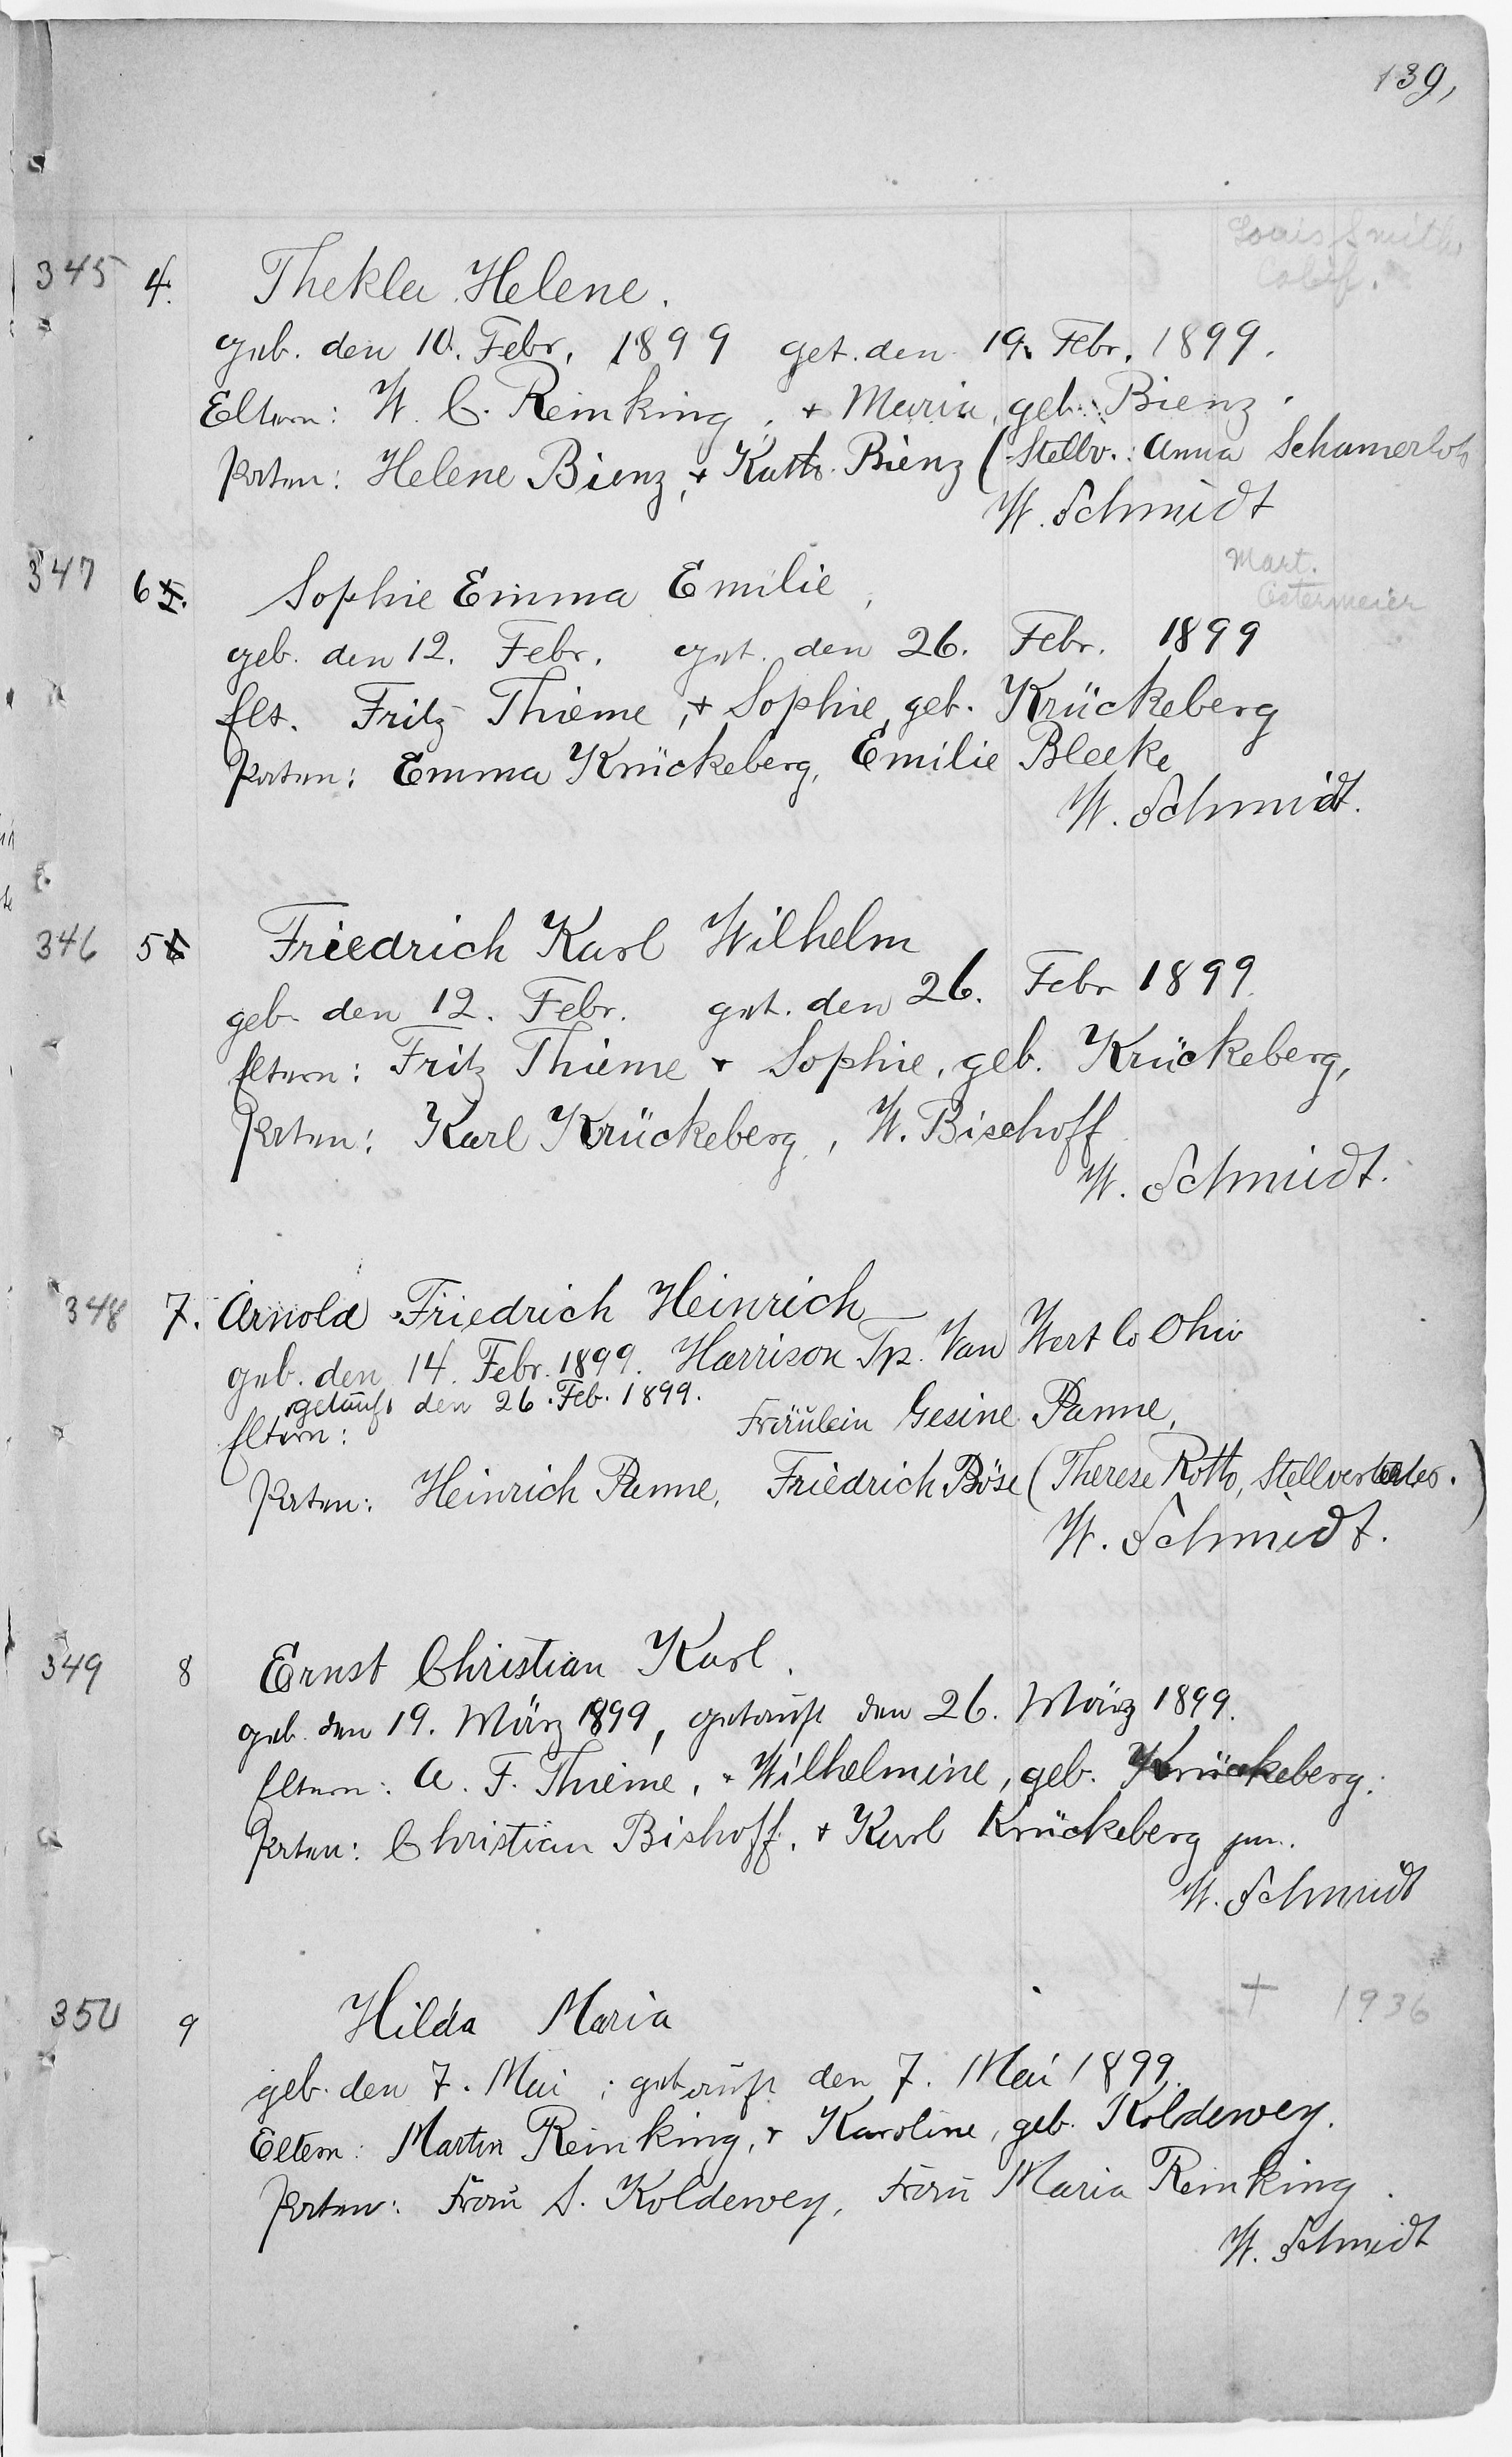 139,
Louis Smith,
Calif.
345 4. Thekla Helene.
geb. den 10. Febr. 1899 get. den 19. Febr. 1899.
Eltern: W. C. Reinking, + Maria, geb. Bienz.
Paten: Helene Bienz, + Kath. Bienz (Stellv.: Anna Schamerloh
W. Schmidt
Mart.
Ostermeier
347 6. Sophie Emma Emilie,
geb. den 12. Febr. get. den 26. Febr. 1899
Elt. Fritz Thieme, + Sophie, geb. Krückeberg
Paten: Emma Krückeberg, Emilie Bleeke
W. Schmidt.
346 5 Friedrich Karl Wilhelm
geb. den 12. Febr. get. den 26. Febr 1899.
Eltern: Fritz Thieme + Sophie, geb. Krückeberg,
Paten: Karl Krückeberg, W. Bischoff
W. Schmidt.
348 7. Arnold Friedrich Heinrich
geb. den 14. Febr. 1899. Harrison Tp. Van Wert Co Ohio
getauft den 26. Feb. 1899.
Eltern: Fräulein Gesine Panne,
Paten: Heinrich Panne, Friedrich Böse (Therese Rotto, Stellvertreter.)
W. Schmidt.
349 8 Ernst Christian Karl.
geb. den 19. März 1899, getauft den 26. März 1899.
Eltern: A. F. Thieme, + Wilhelmine, geb. Krückeberg.
Paten: Christian Bishoff, + Karl Krückeberg jun.
W. Schmidt
+ 1936
350 9 Hilda Maria
geb. den 7. Mai ; getauft den 7. Mai 1899.
Eltern: Martin Reinking, + Karoline, geb. Koldewey.
Paten: Frau S. Koldewey, Frau Maria Reinking.
W. Schmidt